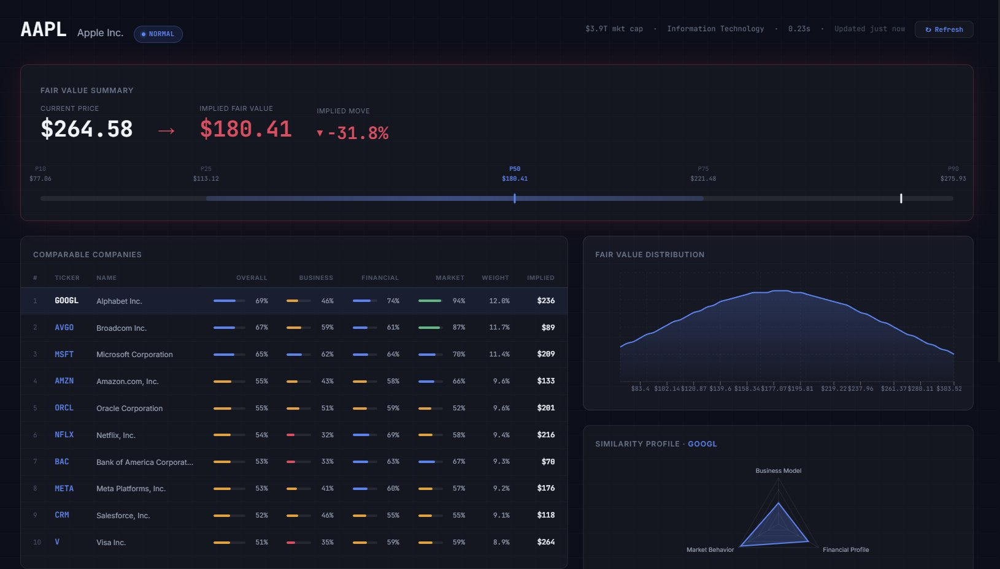 AAPL Apple Inc. NORMAL $3.9T mkt cap · Information Technology · 0.23s · Updated just now ↻ Refresh
FAIR VALUE SUMMARY
CURRENT PRICE IMPLIED FAIR VALUE IMPLIED MOVE
$264.58 → $180.41 ▼ -31.8%
P10 P25 P50 P75 P90
$77.06 $113.12 $180.41 $221.48 $275.93
COMPARABLE COMPANIES
# TICKER NAME OVERALL BUSINESS FINANCIAL MARKET WEIGHT IMPLIED
1 GOOGL Alphabet Inc. 69% 46% 74% 94% 12.0% $236
2 AVGO Broadcom Inc. 67% 59% 61% 87% 11.7% $89
3 MSFT Microsoft Corporation 65% 62% 64% 70% 11.4% $209
4 AMZN Amazon.com, Inc. 55% 43% 58% 66% 9.6% $133
5 ORCL Oracle Corporation 55% 51% 59% 52% 9.6% $201
6 NFLX Netflix, Inc. 54% 32% 69% 58% 9.4% $216
7 BAC Bank of America Corporat... 53% 33% 63% 67% 9.3% $70
8 META Meta Platforms, Inc. 53% 41% 60% 57% 9.2% $176
9 CRM Salesforce, Inc. 52% 46% 55% 55% 9.1% $118
10 V Visa Inc. 51% 35% 59% 59% 8.9% $264
FAIR VALUE DISTRIBUTION
$83.4 $102.14 $120.87 $139.6 $158.34 $177.07 $195.81 $219.22 $237.96 $261.37 $280.11 $303.52
SIMILARITY PROFILE · GOOGL
Business Model
Market Behavior Financial Profile